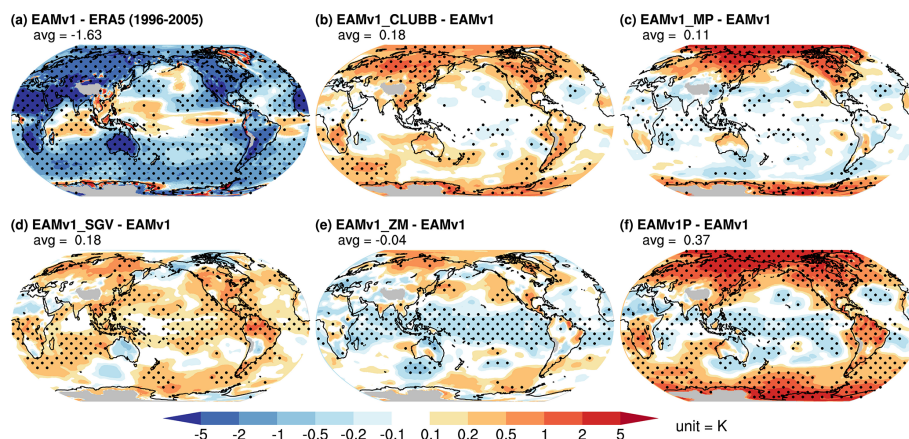 (a) EAMv1 - ERA5 (1996-2005)
avg = -1.63
(b) EAMv1_CLUBB - EAMv1
avg = 0.18
(c) EAMv1_MP - EAMv1
avg = 0.11
(d) EAMv1_SGV - EAMv1
avg = 0.18
(e) EAMv1_ZM - EAMv1
avg = -0.04
(f) EAMv1P - EAMv1
avg = 0.37
-5 -2 -1 -0.5 -0.2 -0.1 0.1 0.2 0.5 1 2 5 unit = K